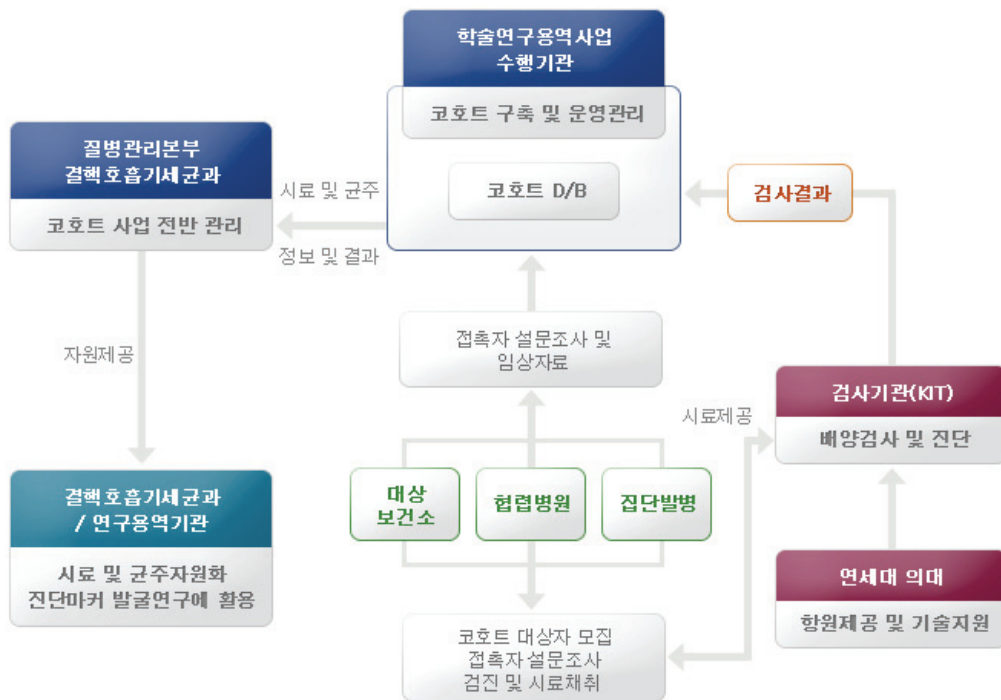 학술연구용역사업
수행기관
코호트 구축 및 운영관리
코호트 D/B
질병관리본부
결핵호흡기세균과
코호트 사업 전반 관리
시료 및 균주
정보 및 결과
검사결과
자원제공
접촉자 설문조사 및
임상자료
시료제공
검사기관(KIT)
배양검사 및 진단
대상
보건소
협렵병원
집단발병
결핵호흡기세균과
/ 연구용역기관
시료 및 균주자원화
진단마커 발굴연구에 활용
연세대 의대
항원제공 및 기술지원
코호트 대상자 모집
접촉자 설문조사
검진 및 시료채취